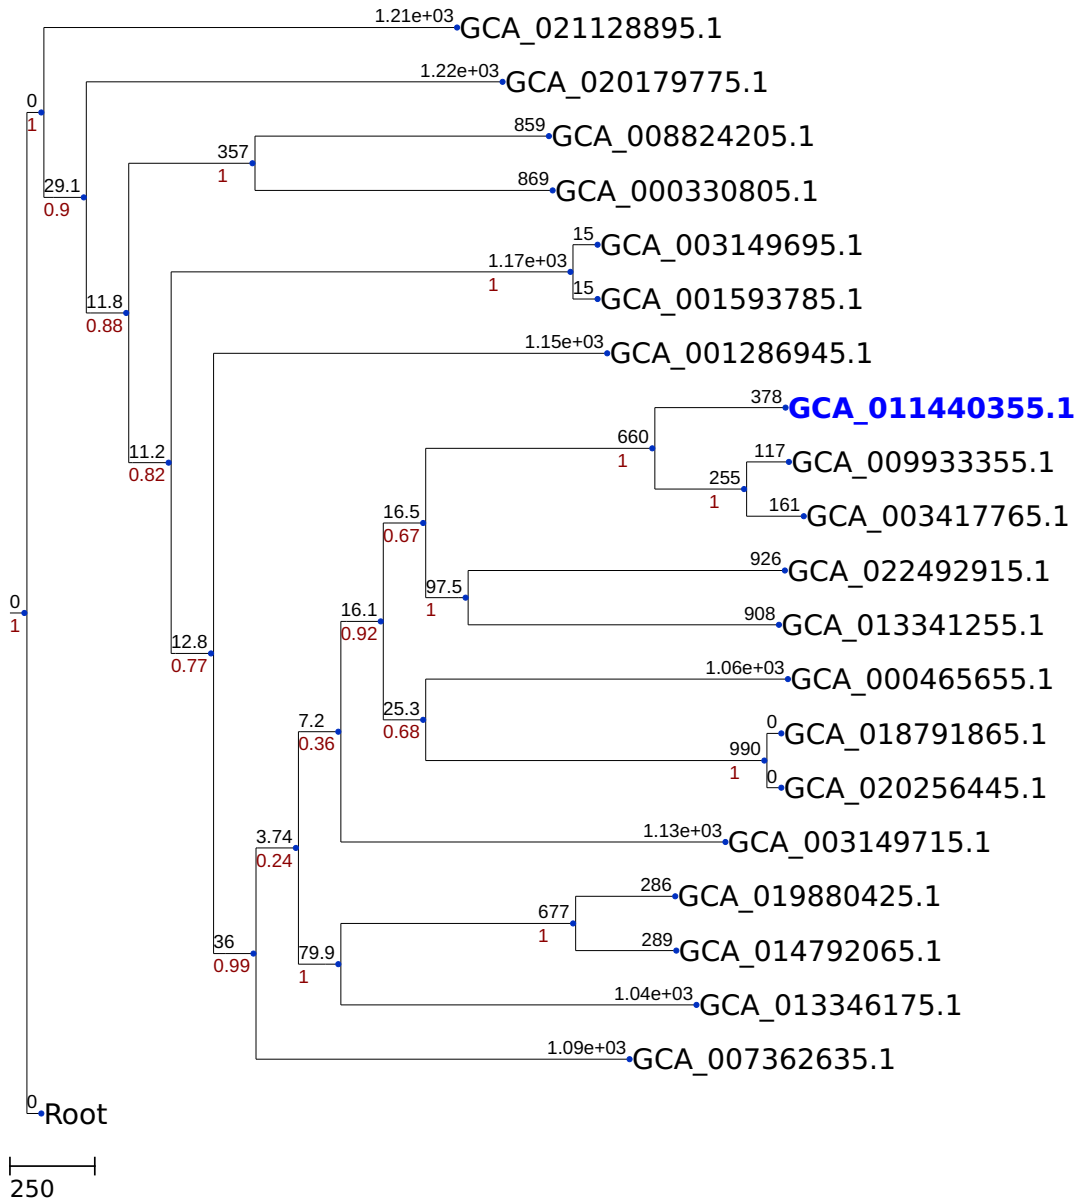 1.21e+03 GCA_021128895.1
1.22e+03 GCA_020179775.1
0
1
859 GCA_008824205.1
357
1
869 GCA_000330805.1
29.1
0.9
15 GCA_003149695.1
1.17e+03
1
15 GCA_001593785.1
11.8
0.88
1.15e+03 GCA_001286945.1
378 GCA_011440355.1
660
1
11.2
0.82
117 GCA_009933355.1
255
1
161 GCA_003417765.1
16.5
0.67
926 GCA_022492915.1
97.5
1
0
1
16.1
0.92
908 GCA_013341255.1
12.8
0.77
1.06e+03 GCA_000465655.1
25.3
0.68
7.2
0.36
0 GCA_018791865.1
990
1
0 GCA_020256445.1
3.74
0.24
1.13e+03 GCA_003149715.1
286 GCA_019880425.1
677
1
289 GCA_014792065.1
36
0.99
79.9
1
1.04e+03 GCA_013346175.1
1.09e+03 GCA_007362635.1
0 Root
250